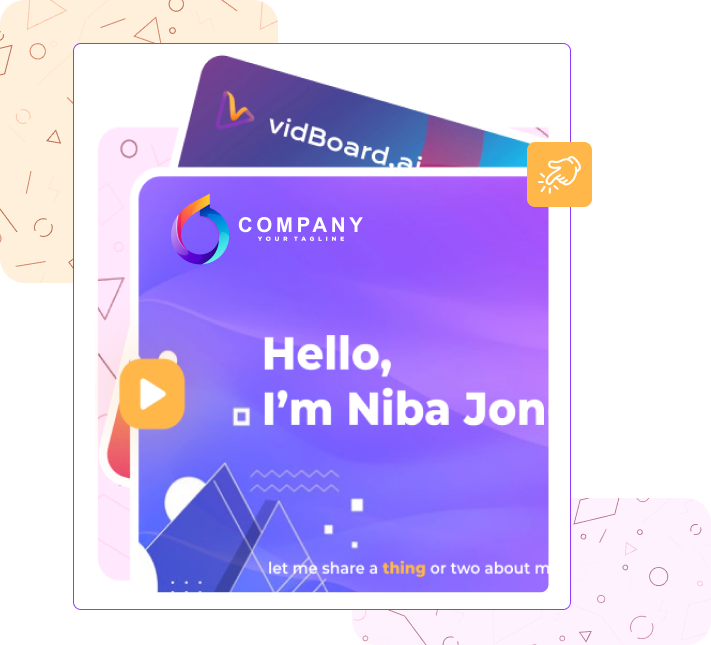 vidBoard.ai
COMPANY
YOUR TAGLINE
Hello,
I'm Niba Jon
let me share a thing or two about m